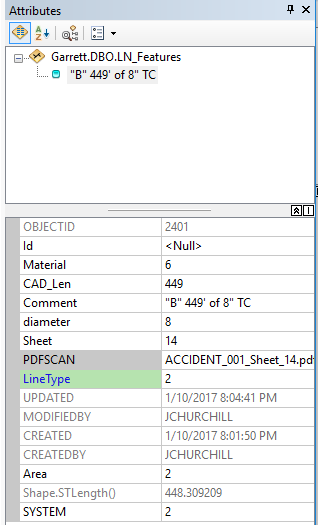 Attributes
Garrett.DBO.LN_Features
"B" 449' of 8" TC
OBJECTID 2401
Id <Null>
Material 6
CAD_Len 449
Comment "B" 449' of 8" TC
diameter 8
Sheet 14
PDFSCAN ACCIDENT_001_Sheet_14.pd
LineType 2
UPDATED 1/10/2017 8:04:41 PM
MODIFIEDBY JCHURCHILL
CREATED 1/10/2017 8:01:50 PM
CREATEDBY JCHURCHILL
Area 2
Shape.STLength() 448.309209
SYSTEM 2